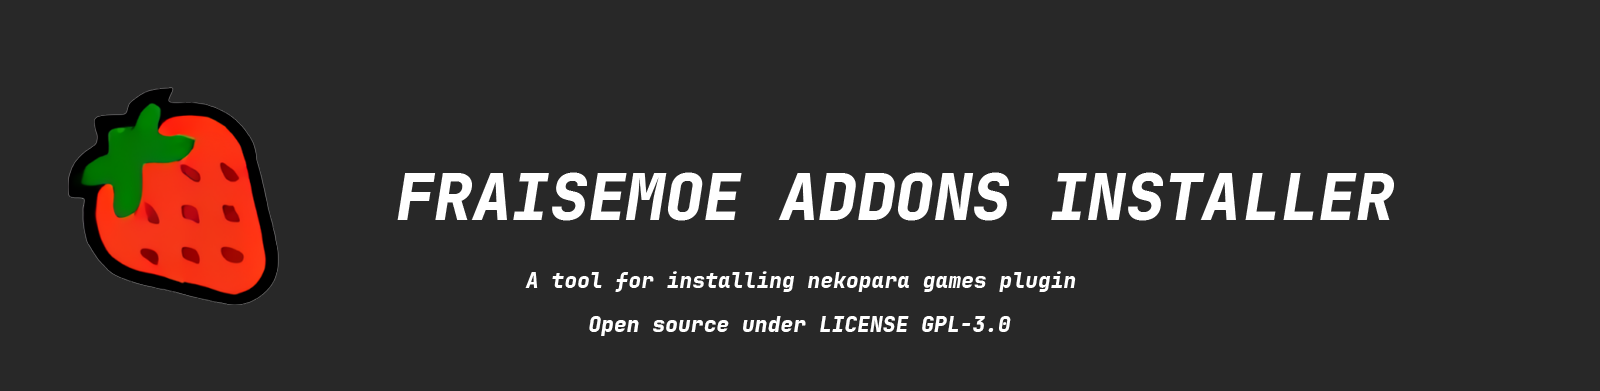 FRAISEMOE ADDONS INSTALLER
A tool for installing nekopara games plugin
Open source under LICENSE GPL-3.0